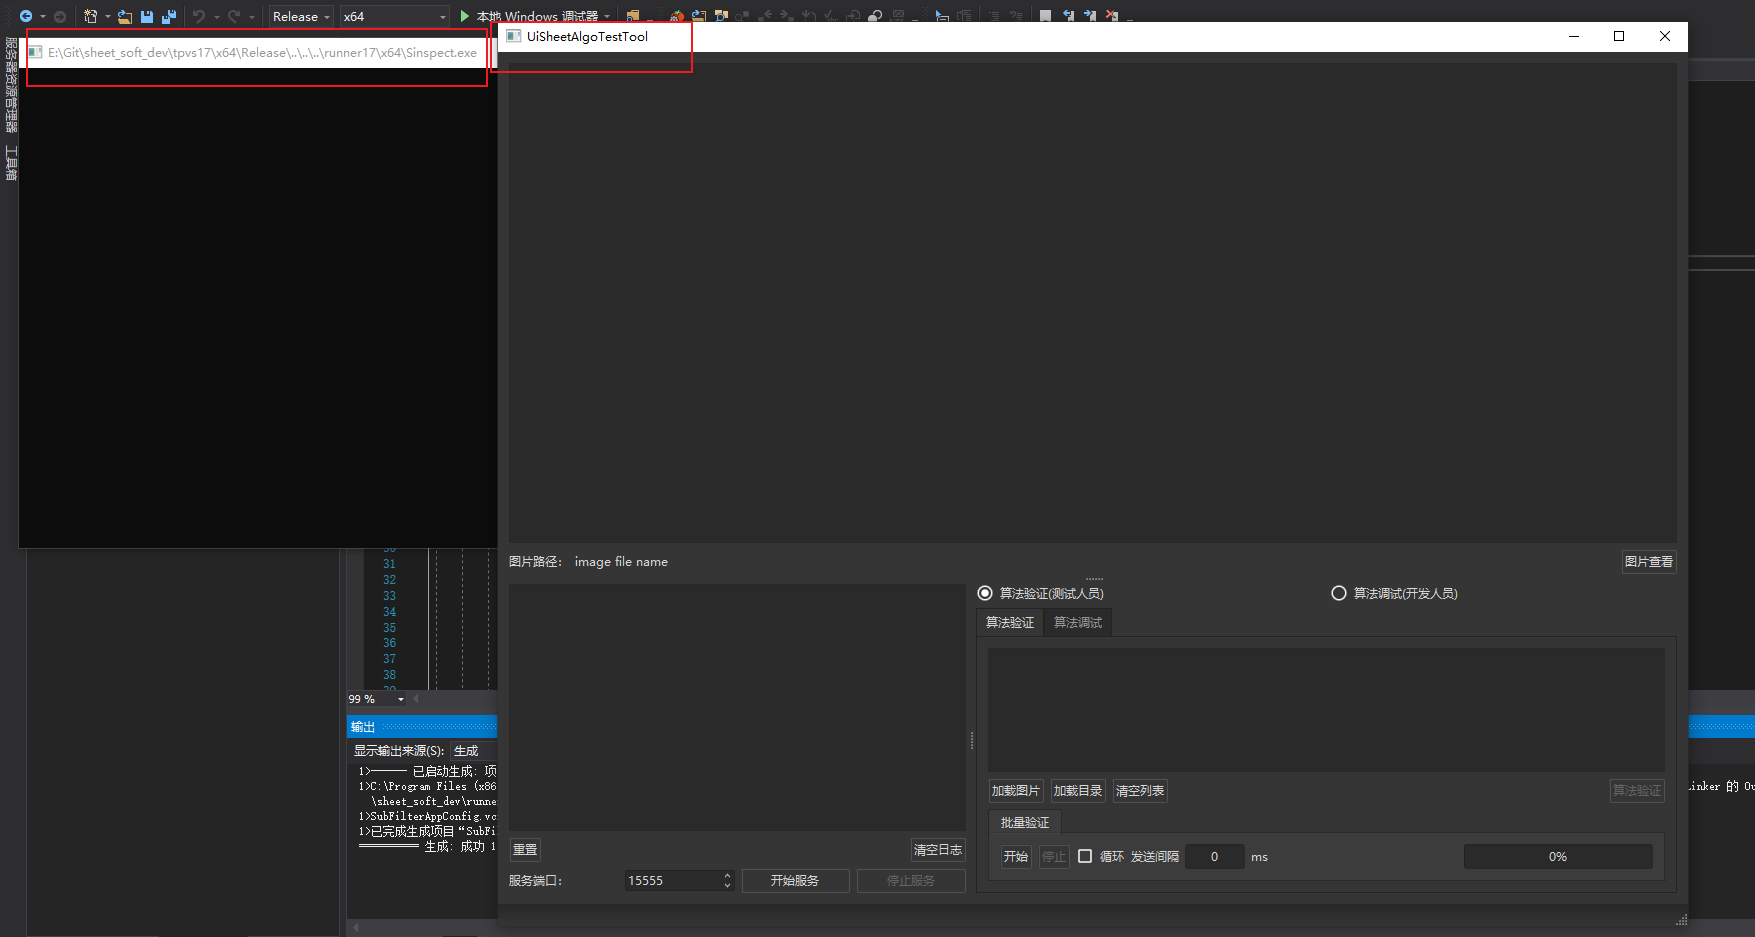 Release
x64
本地 Windows 调试器
服务器资源管理器
工具箱
E:\Git\sheet_soft_dev\tpvs17\x64\Release\..\..\..\runner17\x64\Sinspect.exe
UiSheetAlgoTestTool
31
32
33
34
35
36
37
38
99 %
输出
显示输出来源(S): 生成
1>------ 已启动生成: 项
1>C:\Program Files (x86
\sheet_soft_dev\runne
1>SubFilterAppConfig.vc
1>已完成生成项目“SubFi
========== 生成: 成功 1
Linker 的 Ou
图片路径: image file name
图片查看
算法验证(测试人员)
算法调试(开发人员)
算法验证
算法调试
加载图片
加载目录
清空列表
算法验证
批量验证
开始
停止
循环
发送间隔
0
ms
0%
重置
清空日志
服务端口:
15555
开始服务
停止服务